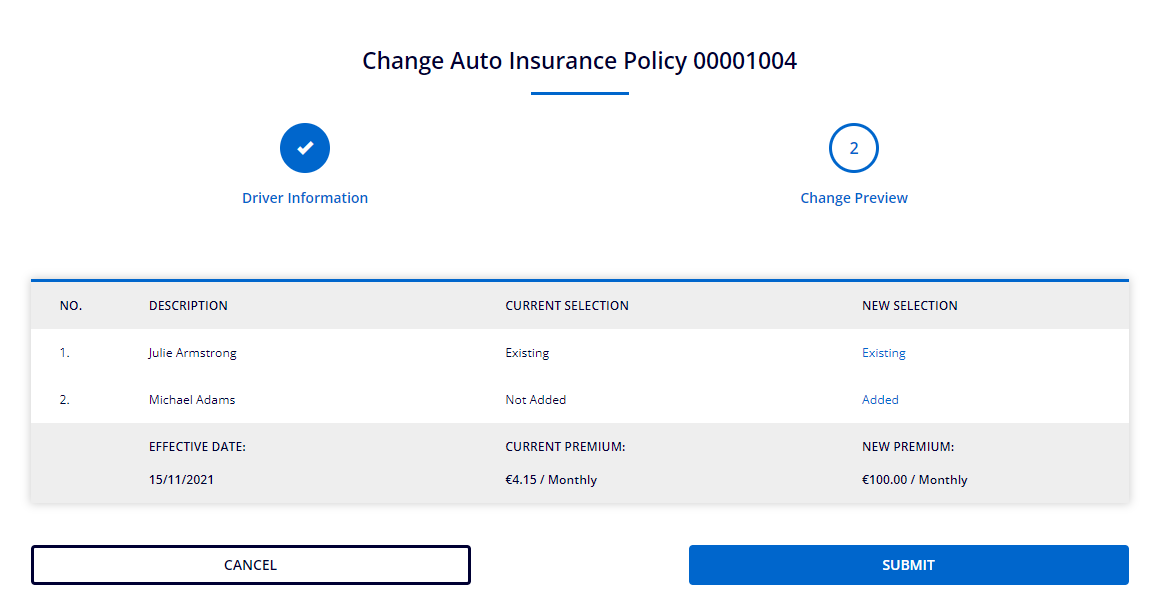 Change Auto Insurance Policy 00001004
2
Driver Information Change Preview
NO. DESCRIPTION CURRENT SELECTION NEW SELECTION
1. Julie Armstrong Existing Existing
2. Michael Adams Not Added Added
EFFECTIVE DATE: CURRENT PREMIUM: NEW PREMIUM:
15/11/2021 €4.15 / Monthly €100.00 / Monthly
CANCEL SUBMIT